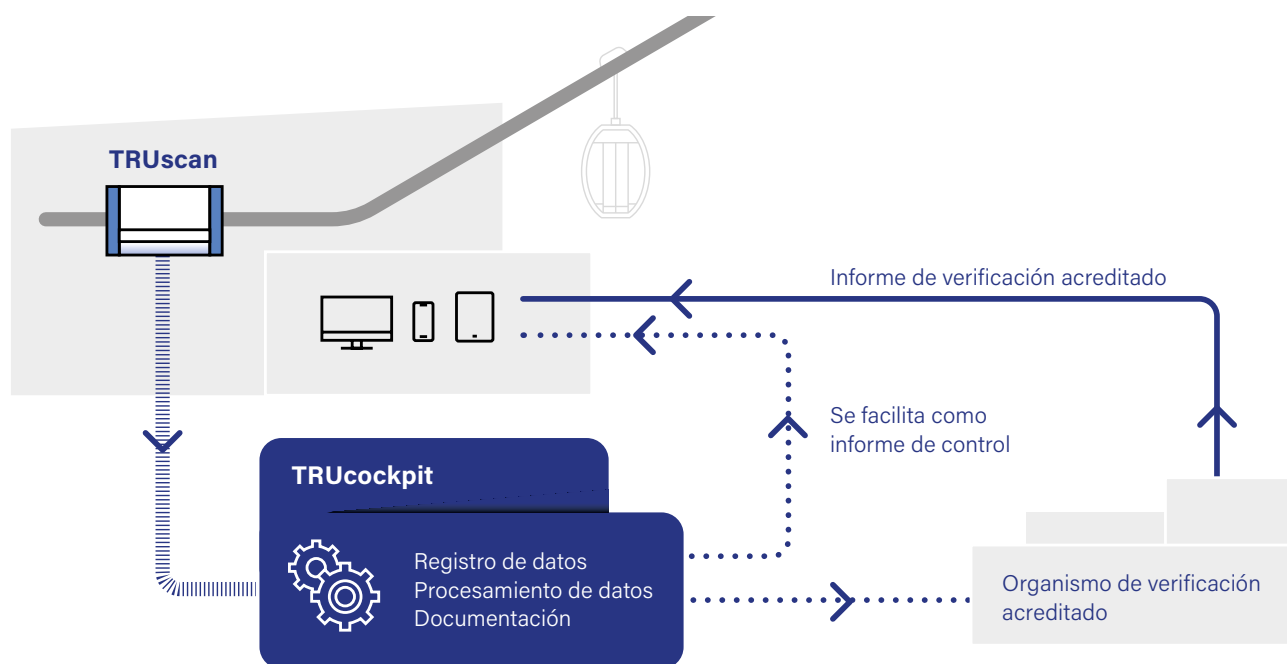 TRUscan
Informe de verificación acreditado
Se facilita como
informe de control
TRUcockpit
Registro de datos
Procesamiento de datos
Documentación
Organismo de verificación
acreditado